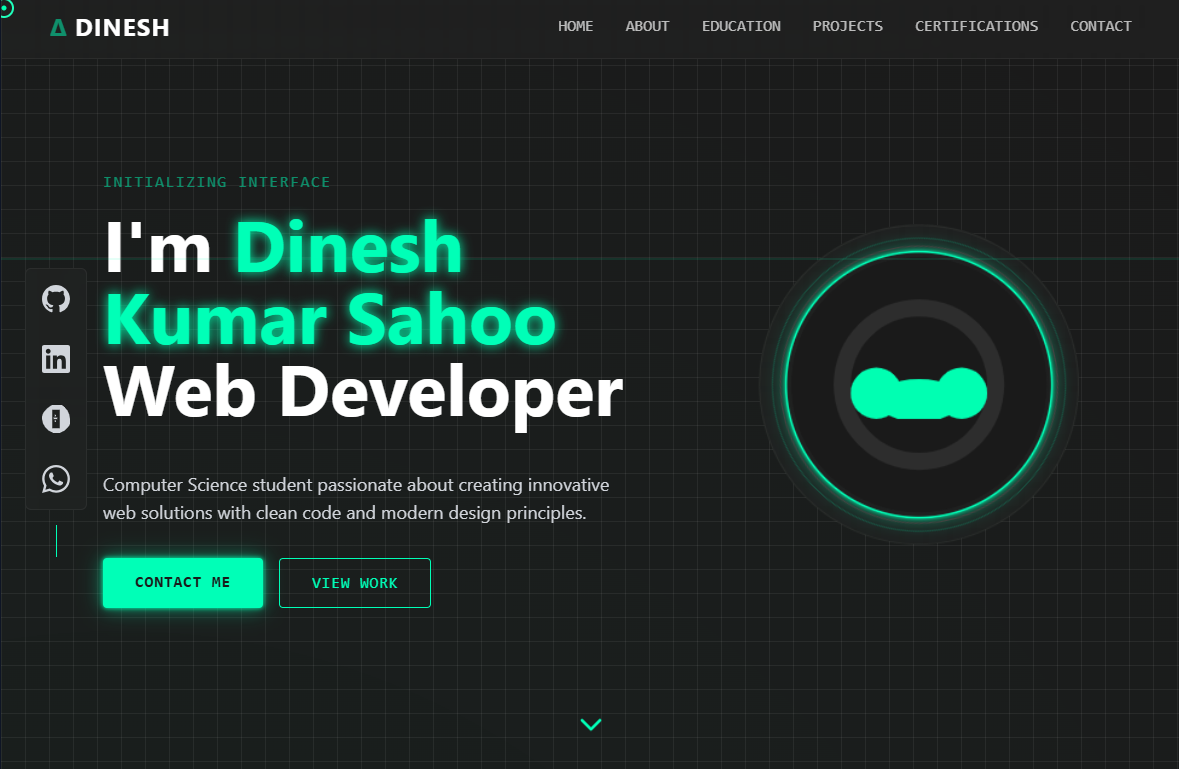 Δ DINESH
HOME ABOUT EDUCATION PROJECTS CERTIFICATIONS CONTACT
INITIALIZING INTERFACE
I'm Dinesh
Kumar Sahoo
Web Developer
in
Computer Science student passionate about creating innovative
web solutions with clean code and modern design principles.
CONTACT ME VIEW WORK